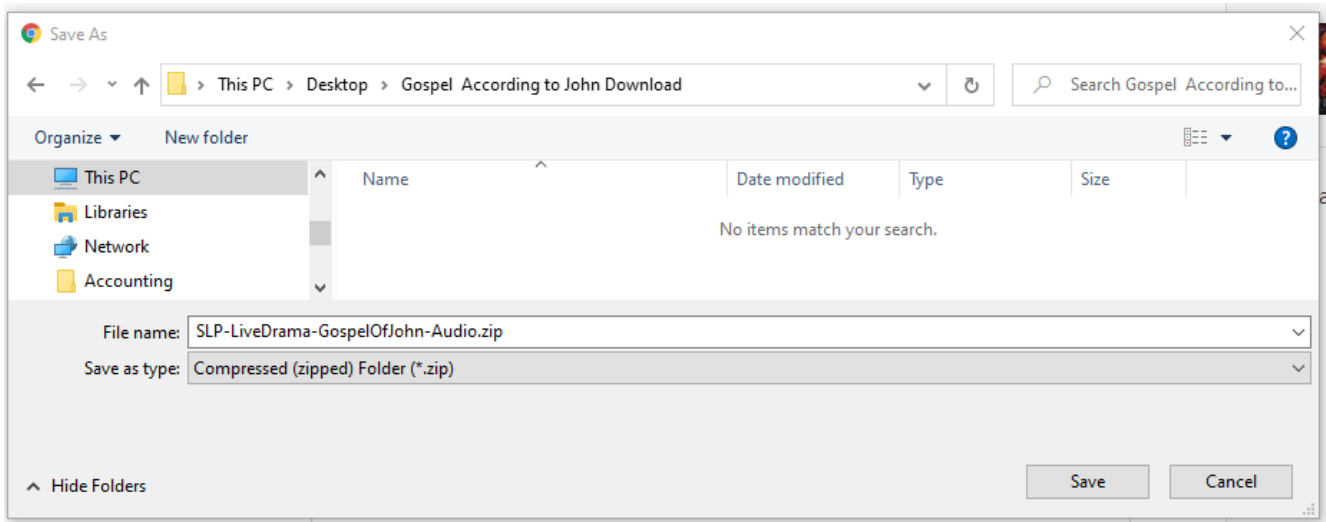 Save As
This PC > Desktop > Gospel  According to John Download
Search Gospel  According to...
Organize
New folder
?
This PC
Name
Date modified
Type
Size
Libraries
No items match your search.
Network
Accounting
File name: SLP-LiveDrama-GospelOfJohn-Audio.zip
Save as type: Compressed (zipped) Folder (*.zip)
Hide Folders
Save
Cancel